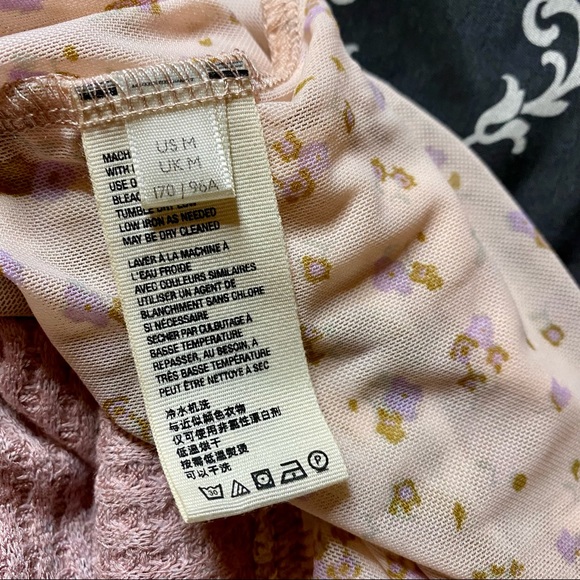 US M
UK M
170 / 96A
MACH
WITH
USE O
BLEAC
TUMBLE DRY LOW
LOW IRON AS NEEDED
MAY BE DRY CLEANED
LAVER À LA MACHINE À
L'EAU FROIDE
AVEC COULEURS SIMILAIRES
UTILISER UN AGENT DE
BLANCHIMENT SANS CHLORE
SI NÉCESSAIRE
SECHER PAR CULBUTAGE À
BASSE TEMPÉRATURE
REPASSER, AU BESOIN, À
TRÈS BASSE TEMPÉRATURE
PEUT ÊTRE NETTOYÉ À SEC
冷水机洗
与近似颜色衣物
仅可使用非氯性漂白剂
低温烘干
按需低温熨烫
可以干洗
30
P